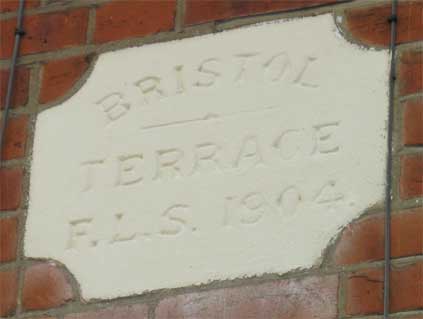 BRISTOL
TERRACE
F.L.S. 1904.